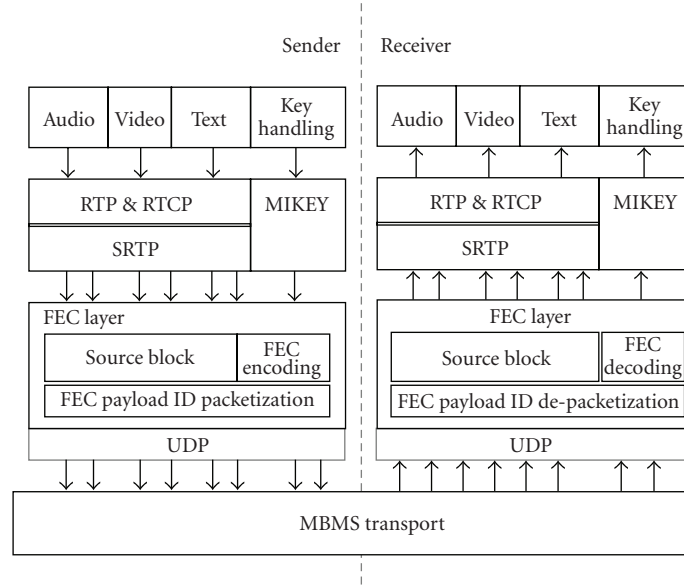 Sender
Receiver
Audio
Video
Text
Key
handling
Audio
Video
Text
Key
handling
RTP & RTCP
MIKEY
SRTP
RTP & RTCP
MIKEY
SRTP
FEC layer
Source block
FEC
encoding
FEC payload ID packetization
UDP
FEC layer
Source block
FEC
decoding
FEC payload ID de-packetization
UDP
MBMS transport